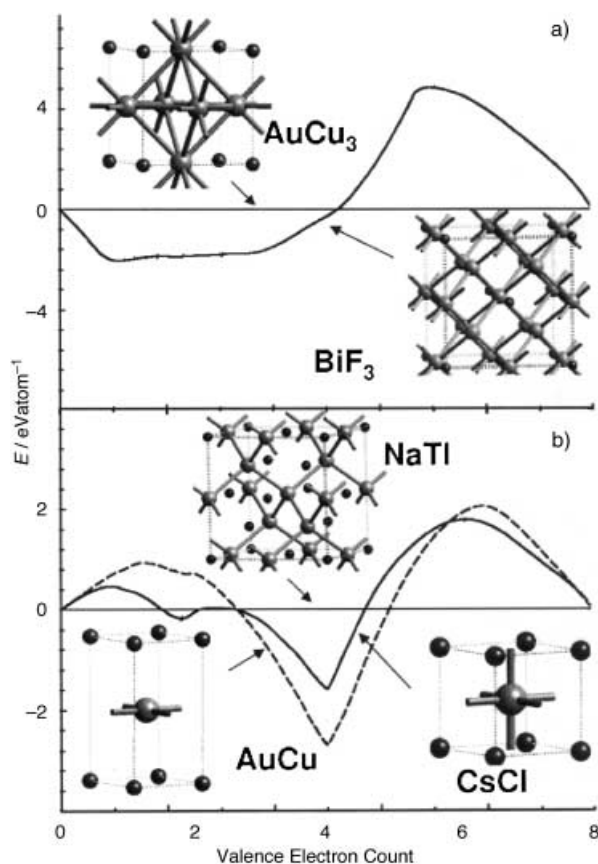 a)
AuCu3
4
0
−4
BiF3
E / eVatom−1
b)
NaTl
2
0
−2
AuCu
CsCl
0 2 4 6 8
Valence Electron Count